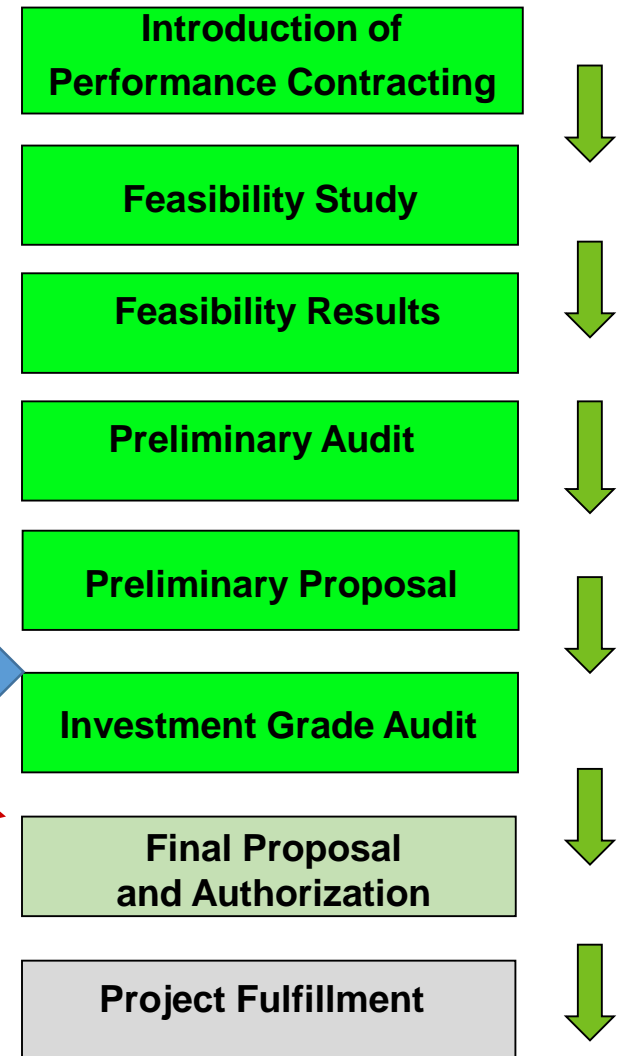 Introduction of
Performance Contracting
Feasibility Study
Feasibility Results
Preliminary Audit
Preliminary Proposal
Investment Grade Audit
Final Proposal
and Authorization
Project Fulfillment